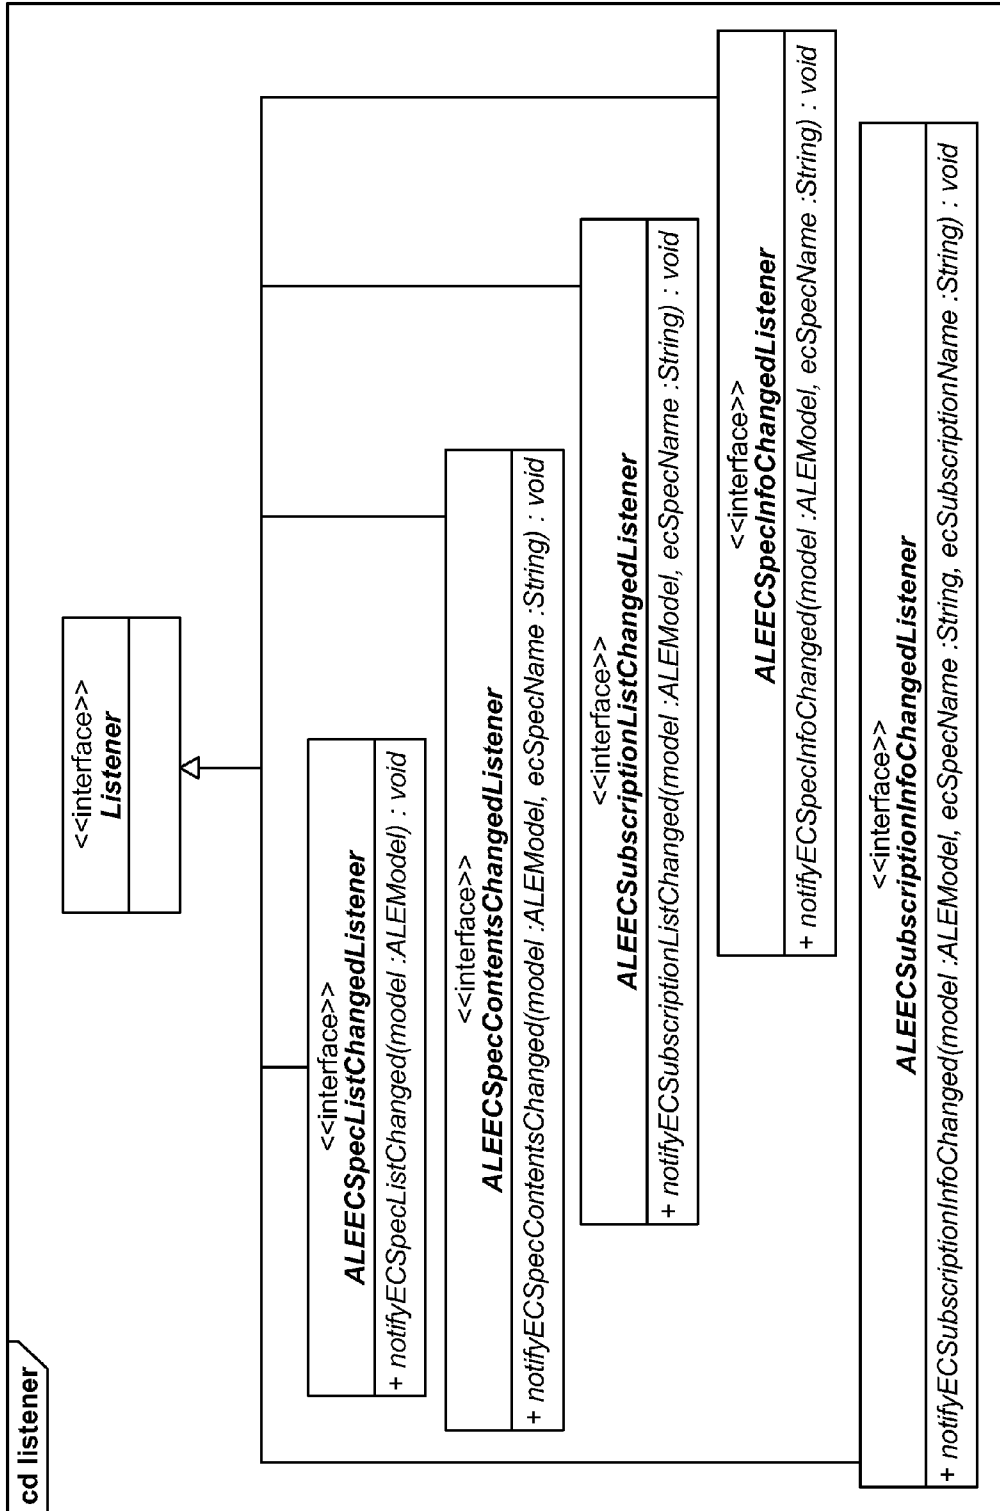 cd listener
<<interface>>
Listener
<<interface>>
ALEECSpecListChangedListener
+ notifyECSpecListChanged(model :ALEModel) : void
<<interface>>
ALEECSpecContentsChangedListener
+ notifyECSpecContentsChanged(model :ALEModel, ecSpecName :String) : void
<<interface>>
ALEECSubscriptionListChangedListener
+ notifyECSubscriptionListChanged(model :ALEModel, ecSpecName :String) : void
<<interface>>
ALEECSpecInfoChangedListener
+ notifyECSpecInfoChanged(model :ALEModel, ecSpecName :String) : void
<<interface>>
ALEECSubscriptionInfoChangedListener
+ notifyECSubscriptionInfoChanged(model :ALEModel, ecSpecName :String, ecSubscriptionName :String) : void